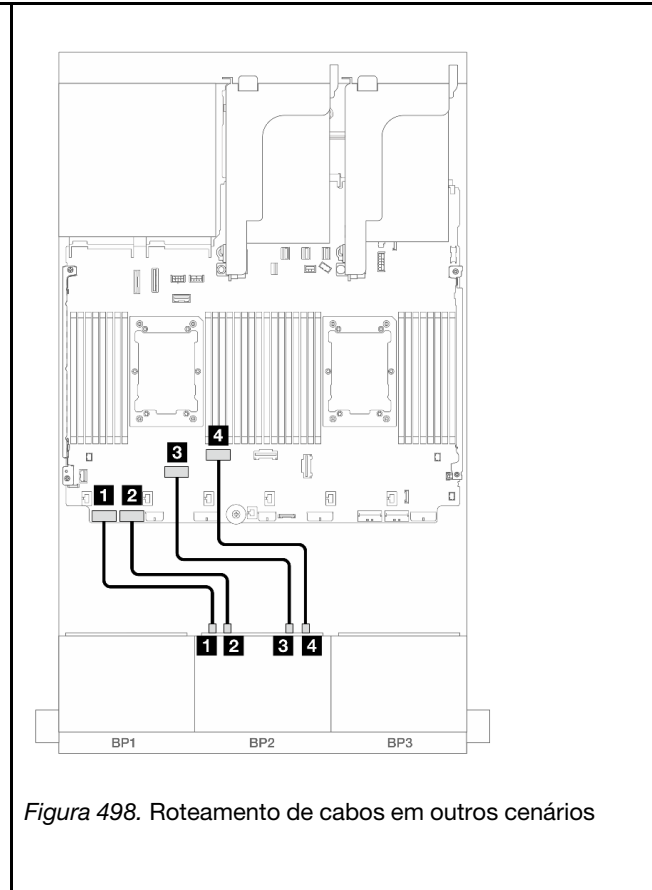 4
3
1 2
1 2 3 4
BP1 BP2 BP3
Figura 498. Roteamento de cabos em outros cenários